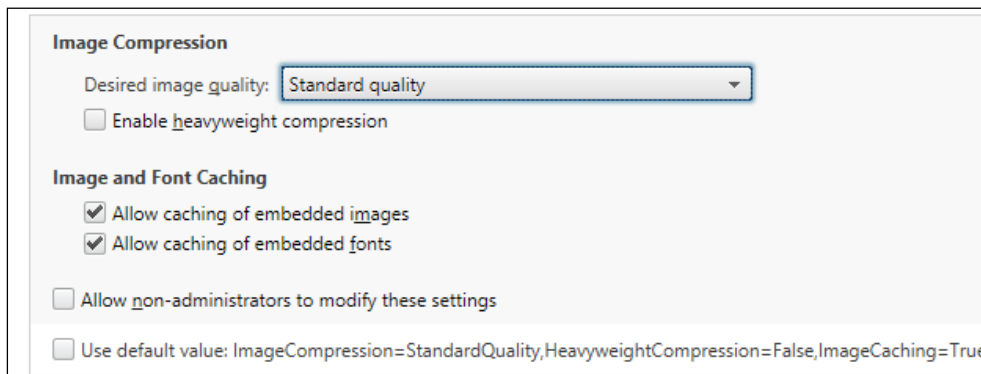 Image Compression
Desired image quality: Standard quality
Enable heavyweight compression
Image and Font Caching
Allow caching of embedded images
Allow caching of embedded fonts
Allow non-administrators to modify these settings
Use default value: ImageCompression=StandardQuality,HeavyweightCompression=False,ImageCaching=True